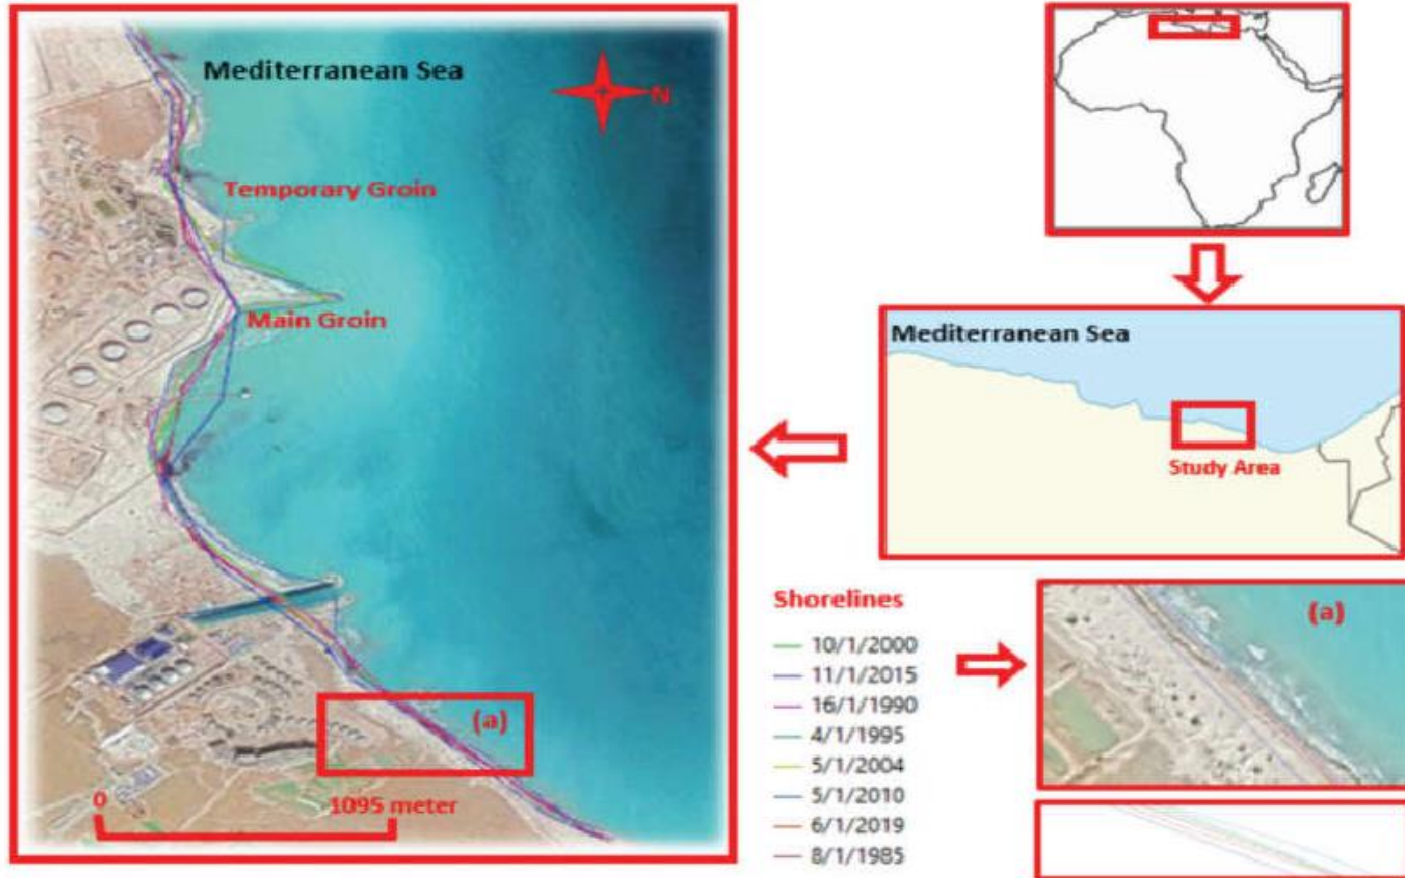 Mediterranean Sea
N
Temporary Groin
Main Groin
(a)
0
1095 meter
Mediterranean Sea
Study Area
Shorelines
10/1/2000
11/1/2015
16/1/1990
4/1/1995
5/1/2004
5/1/2010
6/1/2019
8/1/1985
(a)